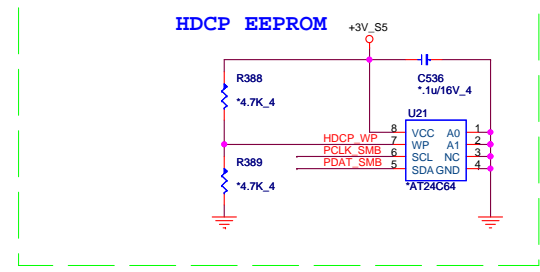 HDCP EEPROM
+3V_S5
R388
*4.7K_4
C536
*.1u/16V_4
U21
8 VCC A0 1
HDCP_WP 7 WP A1 2
PCLK_SMB 6 SCL NC 3
PDAT_SMB 5 SDA GND 4
*AT24C64
R389
*4.7K_4